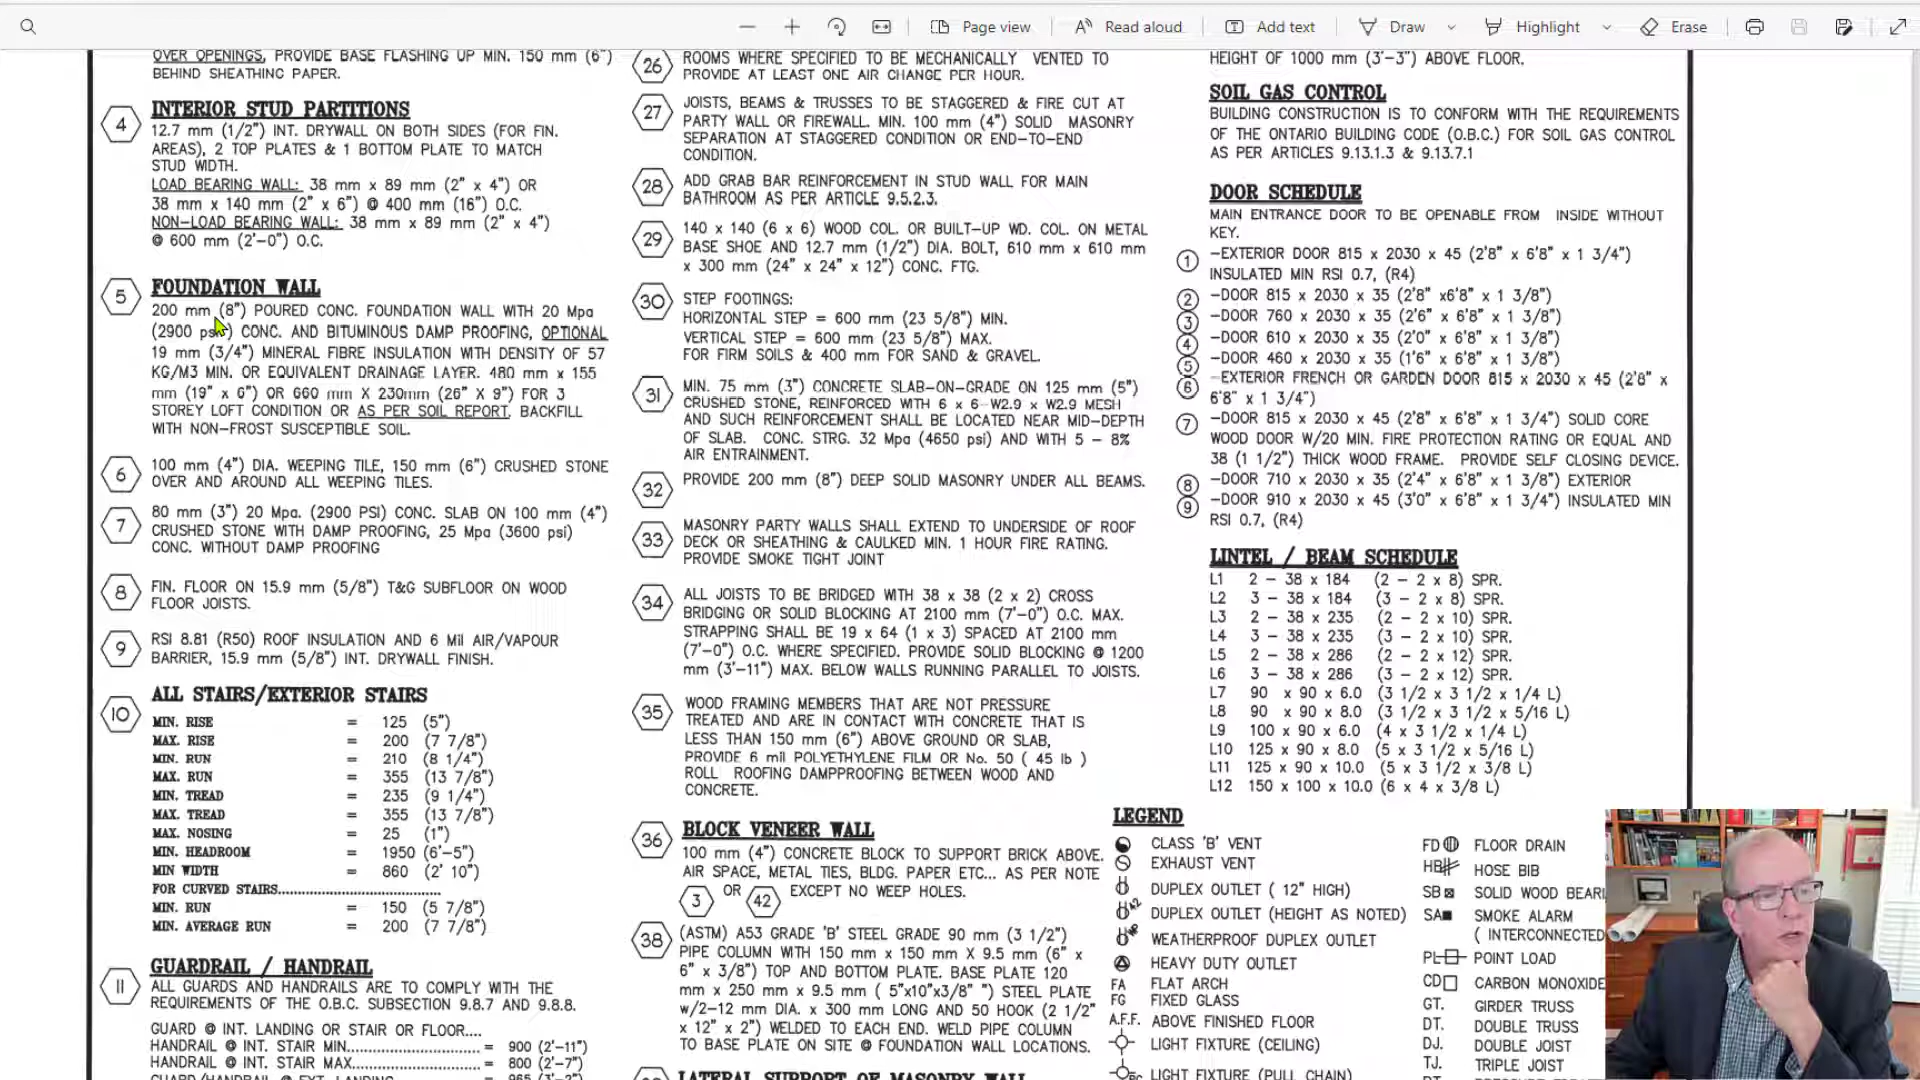 Page view
Read aloud
Add text
Draw
Highlight
Erase
OVER OPENINGS, PROVIDE BASE FLASHING UP MIN. 150 mm (6")
BEHIND SHEATHING PAPER.
4
INTERIOR STUD PARTITIONS
12.7 mm (1/2") INT. DRYWALL ON BOTH SIDES (FOR FIN.
AREAS), 2 TOP PLATES & 1 BOTTOM PLATE TO MATCH
STUD WIDTH.
LOAD BEARING WALL: 38 mm x 89 mm (2" x 4") OR
38 mm x 140 mm (2" x 6") @ 400 mm (16") O.C.
NON-LOAD BEARING WALL: 38 mm x 89 mm (2" x 4")
@ 600 mm (2'-0") O.C.
5
FOUNDATION WALL
200 mm (8") POURED CONC. FOUNDATION WALL WITH 20 Mpa
(2900 psi) CONC. AND BITUMINOUS DAMP PROOFING, OPTIONAL
19 mm (3/4") MINERAL FIBRE INSULATION WITH DENSITY OF 57
KG/M3 MIN. OR EQUIVALENT DRAINAGE LAYER. 480 mm x 155
mm (19" x 6") OR 660 mm X 230mm (26" X 9") FOR 3
STOREY LOFT CONDITION OR AS PER SOIL REPORT. BACKFILL
WITH NON-FROST SUSCEPTIBLE SOIL.
6
100 mm (4") DIA. WEEPING TILE, 150 mm (6") CRUSHED STONE
OVER AND AROUND ALL WEEPING TILES.
7
80 mm (3") 20 Mpa. (2900 PSI) CONC. SLAB ON 100 mm (4")
CRUSHED STONE WITH DAMP PROOFING, 25 Mpa (3600 psi)
CONC. WITHOUT DAMP PROOFING
8
FIN. FLOOR ON 15.9 mm (5/8") T&G SUBFLOOR ON WOOD
FLOOR JOISTS.
9
RSI 8.81 (R50) ROOF INSULATION AND 6 Mil AIR/VAPOUR
BARRIER, 15.9 mm (5/8") INT. DRYWALL FINISH.
10
ALL STAIRS/EXTERIOR STAIRS
MIN. RISE = 125 (5")
MAX. RISE = 200 (7 7/8")
MIN. RUN = 210 (8 1/4")
MAX. RUN = 355 (13 7/8")
MIN. TREAD = 235 (9 1/4")
MAX. TREAD = 355 (13 7/8")
MAX. NOSING = 25 (1")
MIN. HEADROOM = 1950 (6'-5")
MIN WIDTH = 860 (2' 10")
FOR CURVED STAIRS................................
MIN. RUN = 150 (5 7/8")
MIN. AVERAGE RUN = 200 (7 7/8")
11
GUARDRAIL / HANDRAIL
ALL GUARDS AND HANDRAILS ARE TO COMPLY WITH THE
REQUIREMENTS OF THE O.B.C. SUBSECTION 9.8.7 AND 9.8.8.
GUARD @ INT. LANDING OR STAIR OR FLOOR....
HANDRAIL @ INT. STAIR MIN........................ = 900 (2'-11")
HANDRAIL @ INT. STAIR MAX....................... = 800 (2'-7")
26
ROOMS WHERE SPECIFIED TO BE MECHANICALLY VENTED TO
PROVIDE AT LEAST ONE AIR CHANGE PER HOUR.
27
JOISTS, BEAMS & TRUSSES TO BE STAGGERED & FIRE CUT AT
PARTY WALL OR FIREWALL. MIN. 100 mm (4") SOLID MASONRY
SEPARATION AT STAGGERED CONDITION OR END-TO-END
CONDITION.
28
ADD GRAB BAR REINFORCEMENT IN STUD WALL FOR MAIN
BATHROOM AS PER ARTICLE 9.5.2.3.
29
140 x 140 (6 x 6) WOOD COL. OR BUILT-UP WD. COL. ON METAL
BASE SHOE AND 12.7 mm (1/2") DIA. BOLT, 610 mm x 610 mm
x 300 mm (24" x 24" x 12") CONC. FTG.
30
STEP FOOTINGS:
HORIZONTAL STEP = 600 mm (23 5/8") MIN.
VERTICAL STEP = 600 mm (23 5/8") MAX.
FOR FIRM SOILS & 400 mm FOR SAND & GRAVEL.
31
MIN. 75 mm (3") CONCRETE SLAB-ON-GRADE ON 125 mm (5")
CRUSHED STONE, REINFORCED WITH 6 x 6-W2.9 x W2.9 MESH
AND SUCH REINFORCEMENT SHALL BE LOCATED NEAR MID-DEPTH
OF SLAB. CONC. STRG. 32 Mpa (4650 psi) AND WITH 5 - 8%
AIR ENTRAINMENT.
32
PROVIDE 200 mm (8") DEEP SOLID MASONRY UNDER ALL BEAMS.
33
MASONRY PARTY WALLS SHALL EXTEND TO UNDERSIDE OF ROOF
DECK OR SHEATHING & CAULKED MIN. 1 HOUR FIRE RATING.
PROVIDE SMOKE TIGHT JOINT
34
ALL JOISTS TO BE BRIDGED WITH 38 x 38 (2 x 2) CROSS
BRIDGING OR SOLID BLOCKING AT 2100 mm (7'-0") O.C. MAX.
STRAPPING SHALL BE 19 x 64 (1 x 3) SPACED AT 2100 mm
(7'-0") O.C. WHERE SPECIFIED. PROVIDE SOLID BLOCKING @ 1200
mm (3'-11") MAX. BELOW WALLS RUNNING PARALLEL TO JOISTS.
35
WOOD FRAMING MEMBERS THAT ARE NOT PRESSURE
TREATED AND ARE IN CONTACT WITH CONCRETE THAT IS
LESS THAN 150 mm (6") ABOVE GROUND OR SLAB,
PROVIDE 6 mil POLYETHYLENE FILM OR No. 50 ( 45 lb )
ROLL ROOFING DAMPPROOFING BETWEEN WOOD AND
CONCRETE.
36
BLOCK VENEER WALL
100 mm (4") CONCRETE BLOCK TO SUPPORT BRICK ABOVE.
AIR SPACE, METAL TIES, BLDG. PAPER ETC... AS PER NOTE
3 OR 42 EXCEPT NO WEEP HOLES.
38
(ASTM) A53 GRADE 'B' STEEL GRADE 90 mm (3 1/2")
PIPE COLUMN WITH 150 mm x 150 mm X 9.5 mm (6" x
6" x 3/8") TOP AND BOTTOM PLATE. BASE PLATE 120
mm x 250 mm x 9.5 mm ( 5"x10"x3/8" ") STEEL PLATE
w/2-12 mm DIA. x 300 mm LONG AND 50 HOOK (2 1/2"
x 12" x 2") WELDED TO EACH END. WELD PIPE COLUMN
TO BASE PLATE ON SITE @ FOUNDATION WALL LOCATIONS.
LATERAL SUPPORT OF MASONRY WALL
HEIGHT OF 1000 mm (3'-3") ABOVE FLOOR.
SOIL GAS CONTROL
BUILDING CONSTRUCTION IS TO CONFORM WITH THE REQUIREMENTS
OF THE ONTARIO BUILDING CODE (O.B.C.) FOR SOIL GAS CONTROL
AS PER ARTICLES 9.13.1.3 & 9.13.7.1
DOOR SCHEDULE
MAIN ENTRANCE DOOR TO BE OPENABLE FROM INSIDE WITHOUT
KEY.
1 -EXTERIOR DOOR 815 x 2030 x 45 (2'8" x 6'8" x 1 3/4")
INSULATED MIN RSI 0.7, (R4)
2 -DOOR 815 x 2030 x 35 (2'8" x6'8" x 1 3/8")
3 -DOOR 760 x 2030 x 35 (2'6" x 6'8" x 1 3/8")
4 -DOOR 610 x 2030 x 35 (2'0" x 6'8" x 1 3/8")
5 -DOOR 460 x 2030 x 35 (1'6" x 6'8" x 1 3/8")
6 -EXTERIOR FRENCH OR GARDEN DOOR 815 x 2030 x 45 (2'8" x
6'8" x 1 3/4")
7 -DOOR 815 x 2030 x 45 (2'8" x 6'8" x 1 3/4") SOLID CORE
WOOD DOOR W/20 MIN. FIRE PROTECTION RATING OR EQUAL AND
38 (1 1/2") THICK WOOD FRAME. PROVIDE SELF CLOSING DEVICE.
8 -DOOR 710 x 2030 x 35 (2'4" x 6'8" x 1 3/8") EXTERIOR
9 -DOOR 910 x 2030 x 45 (3'0" x 6'8" x 1 3/4") INSULATED MIN
RSI 0.7, (R4)
LINTEL / BEAM SCHEDULE
L1 2 - 38 x 184 (2 - 2 x 8) SPR.
L2 3 - 38 x 184 (3 - 2 x 8) SPR.
L3 2 - 38 x 235 (2 - 2 x 10) SPR.
L4 3 - 38 x 235 (3 - 2 x 10) SPR.
L5 2 - 38 x 286 (2 - 2 x 12) SPR.
L6 3 - 38 x 286 (3 - 2 x 12) SPR.
L7 90 x 90 x 6.0 (3 1/2 x 3 1/2 x 1/4 L)
L8 90 x 90 x 8.0 (3 1/2 x 3 1/2 x 5/16 L)
L9 100 x 90 x 6.0 (4 x 3 1/2 x 1/4 L)
L10 125 x 90 x 8.0 (5 x 3 1/2 x 5/16 L)
L11 125 x 90 x 10.0 (5 x 3 1/2 x 3/8 L)
L12 150 x 100 x 10.0 (6 x 4 x 3/8 L)
LEGEND
CLASS 'B' VENT
EXHAUST VENT
DUPLEX OUTLET ( 12" HIGH)
DUPLEX OUTLET (HEIGHT AS NOTED)
WEATHERPROOF DUPLEX OUTLET
HEAVY DUTY OUTLET
FA FLAT ARCH
FG FIXED GLASS
A.F.F. ABOVE FINISHED FLOOR
LIGHT FIXTURE (CEILING)
LIGHT FIXTURE (PULL CHAIN)
FD FLOOR DRAIN
HB HOSE BIB
SB SOLID WOOD BEARI
SA SMOKE ALARM
( INTERCONNECTED
PL POINT LOAD
CD CARBON MONOXIDE
GT. GIRDER TRUSS
DT. DOUBLE TRUSS
DJ. DOUBLE JOIST
TJ. TRIPLE JOIST